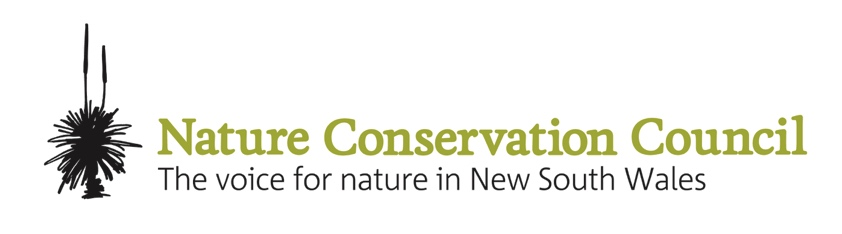 Nature Conservation Council
The voice for nature in New South Wales